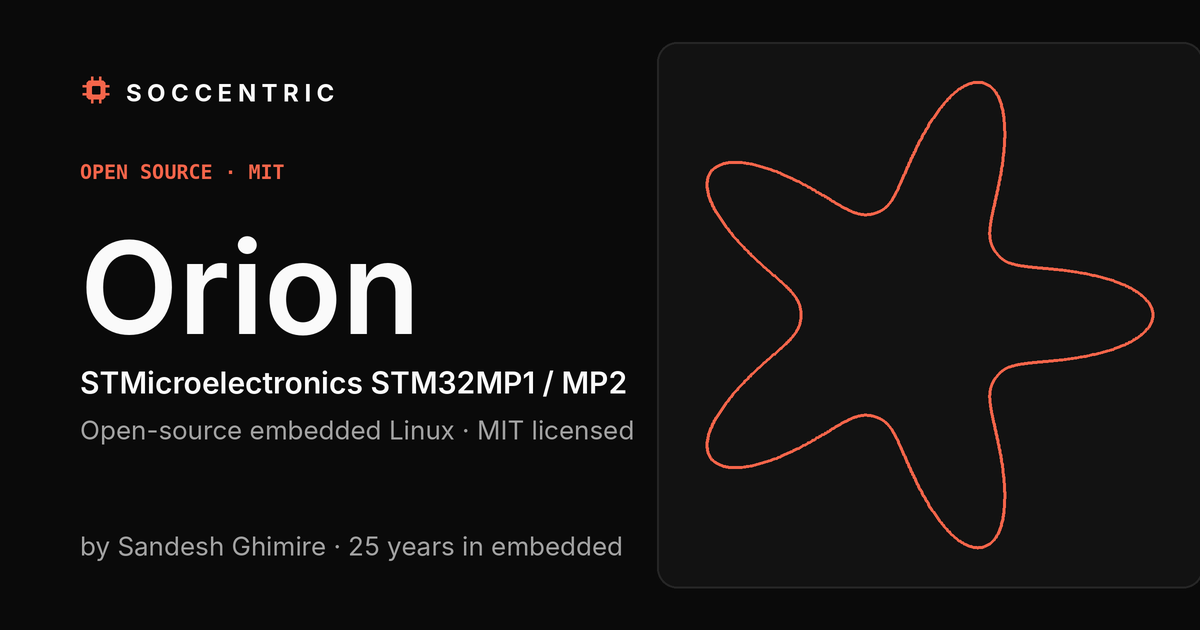 SOCCENTRIC
OPEN SOURCE · MIT
Orion
STMicroelectronics STM32MP1 / MP2
Open-source embedded Linux · MIT licensed
by Sandesh Ghimire · 25 years in embedded